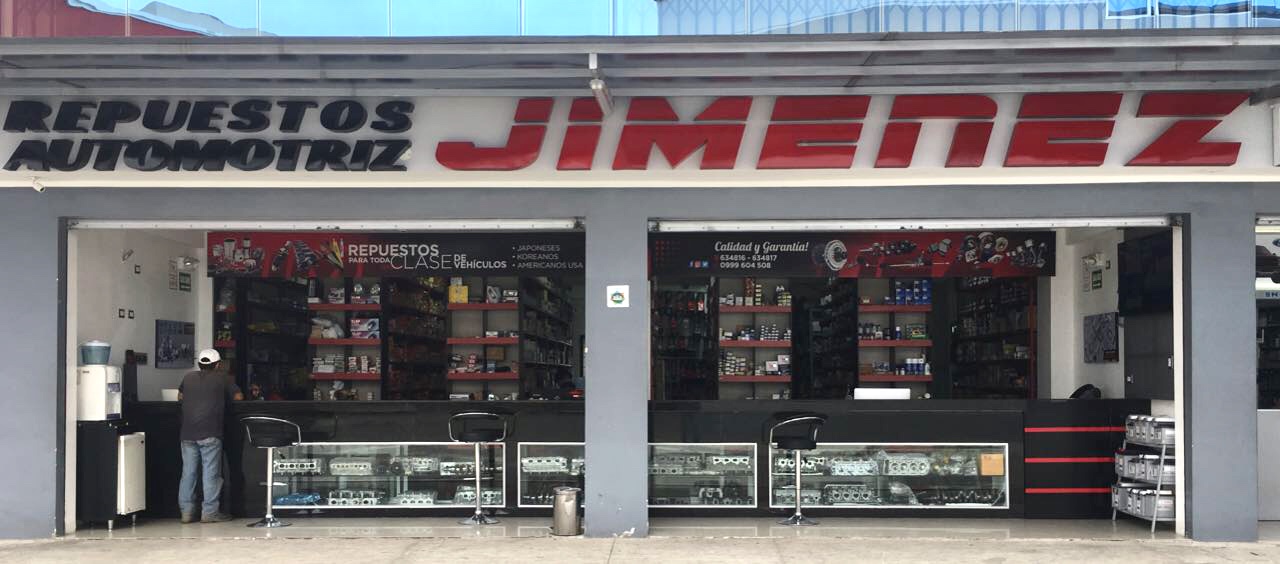 REPUESTOS
AUTOMOTRIZ
JIMENEZ
REPUESTOS
PARA TODA CLASE DE VEHÍCULOS
• JAPONESES
• KOREANOS
• AMERICANOS USA
Calidad y Garantía!
634816 - 634817
0999 604 508